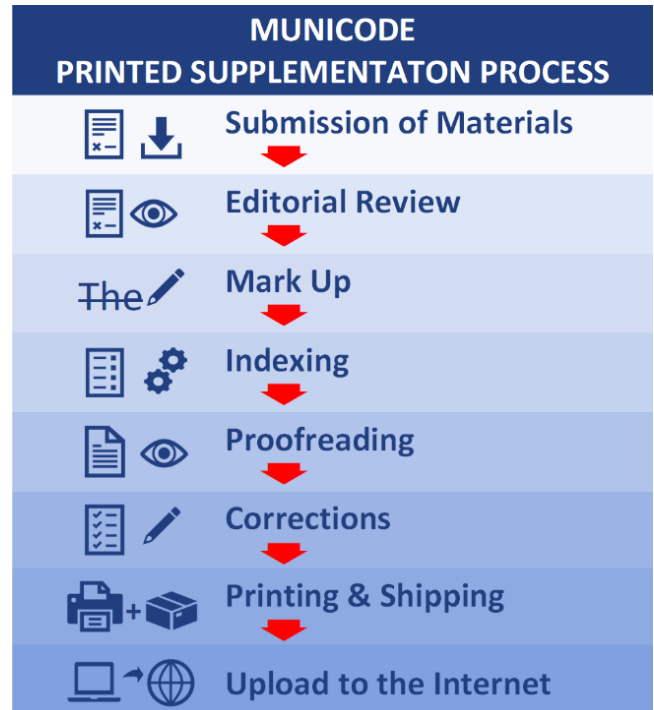 MUNICODE
PRINTED SUPPLEMENTATON PROCESS
Submission of Materials
Editorial Review
The
Mark Up
Indexing
Proofreading
Corrections
Printing & Shipping
Upload to the Internet